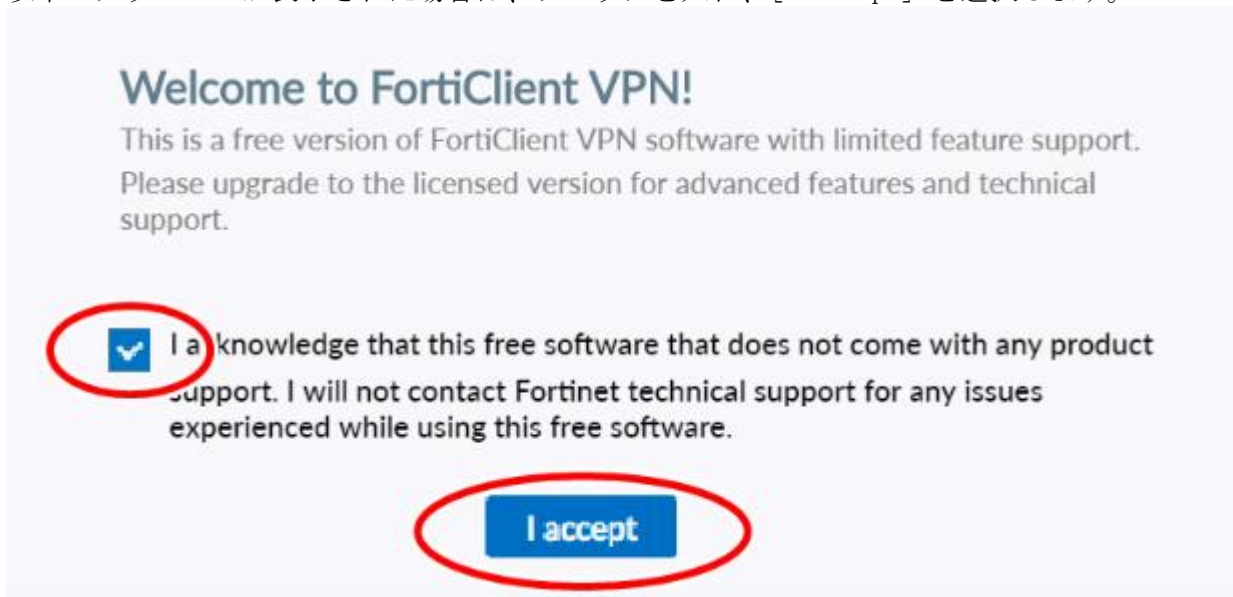 Welcome to FortiClient VPN!
This is a free version of FortiClient VPN software with limited feature support.
Please upgrade to the licensed version for advanced features and technical
support.
I acknowledge that this free software that does not come with any product
support. I will not contact Fortinet technical support for any issues
experienced while using this free software.
I accept